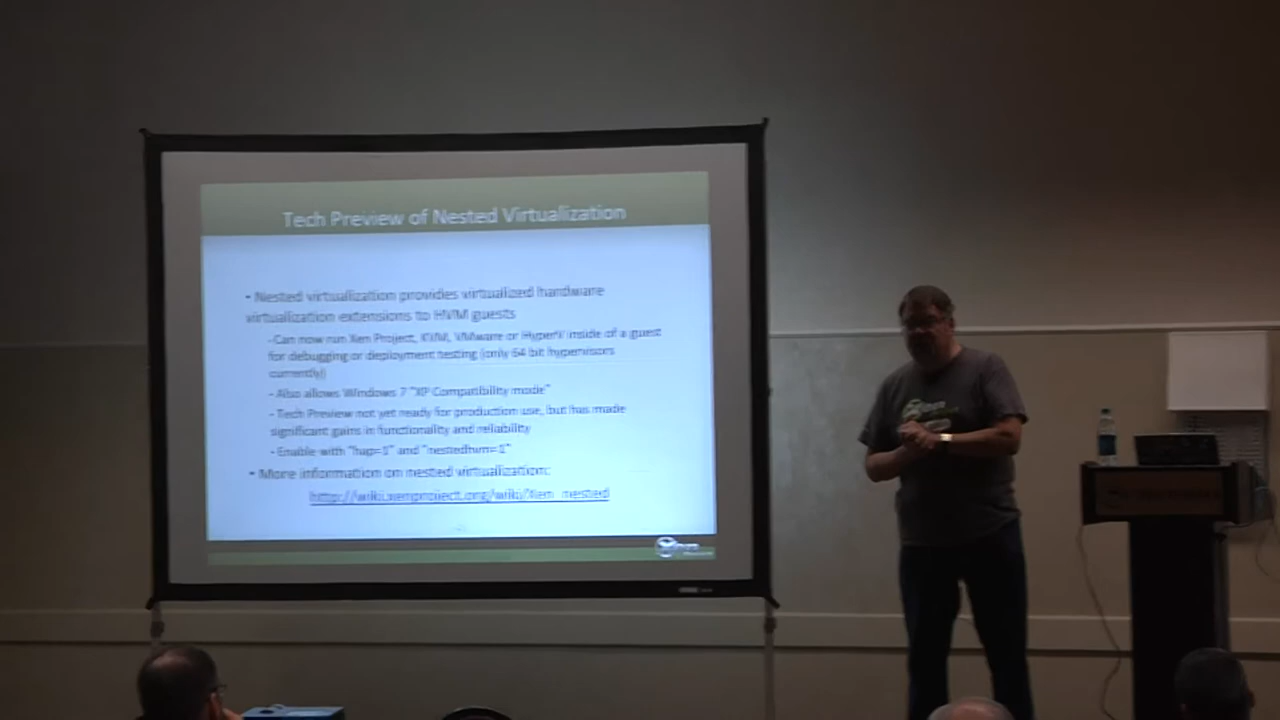 Tech Preview of Nested Virtualization
• Nested virtualization provides virtualized hardware
virtualization extensions to HVM guests
–Can now run Xen Project, KVM, VMware or HyperV inside of a guest
for debugging or deployment testing (only 64 bit hypervisors
currently)
– Also allows Windows 7 "XP Compatibility mode"
– Tech Preview not yet ready for production use, but has made
significant gains in functionality and reliability
– Enable with "hap=1" and "nestedhvm=1"
• More information on nested virtualization:
http://wiki.xenproject.org/wiki/Xen_nested